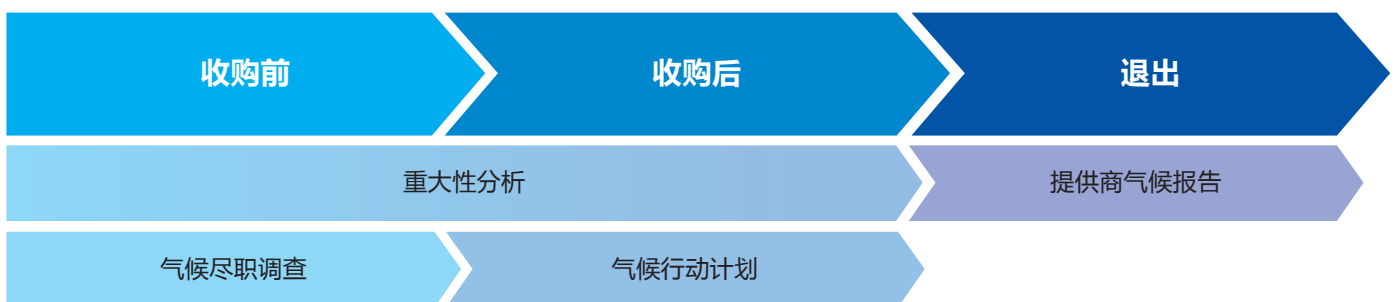 收购前
收购后
退出
重大性分析
提供商气候报告
气候尽职调查
气候行动计划